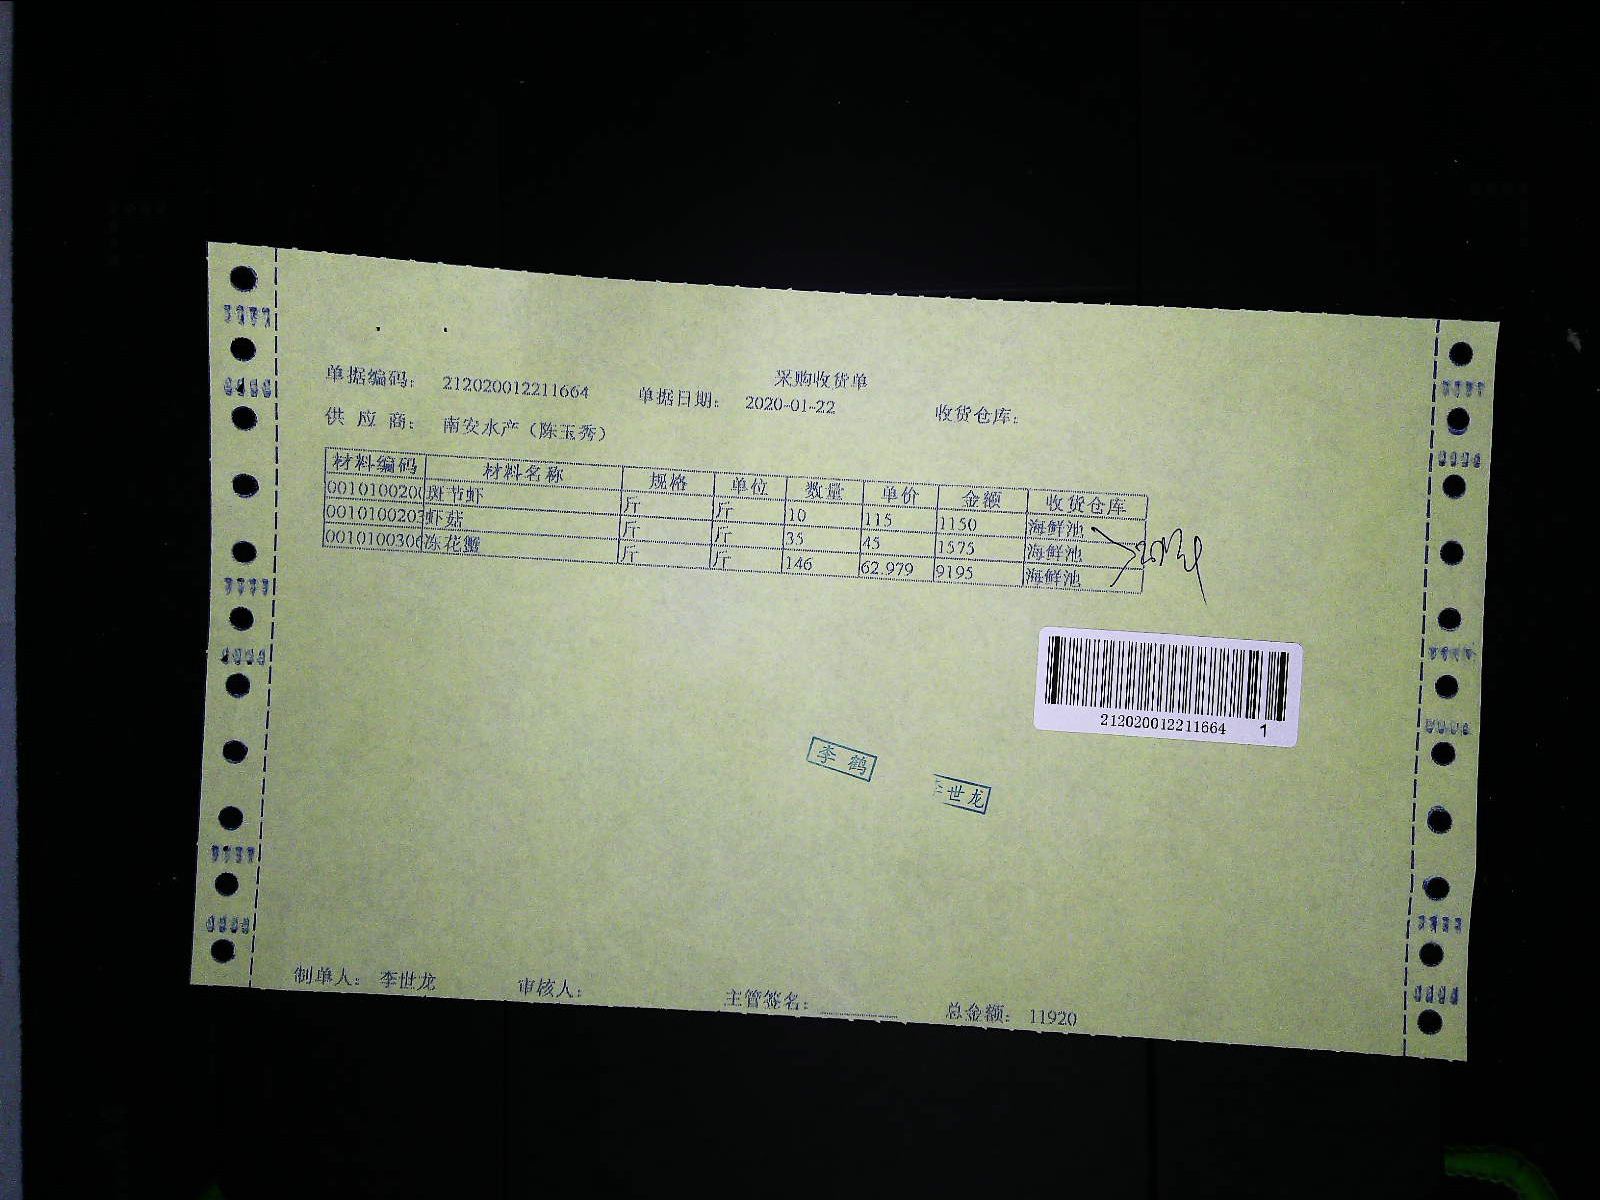 采购收货单
单据编码： 212020012211664 单据日期： 2020-01-22 收货仓库：
供 应 商： 南安水产（陈玉秀）
材料编码 材料名称 规格 单位 数量 单价 金额 收货仓库
0010100200 斑节虾 斤 斤 10 115 1150 海鲜池
0010100203 虾菇 斤 斤 35 45 1575 海鲜池
0010100306 冻花蟹 斤 斤 146 62.979 9195 海鲜池
212020012211664 1
李鹤
李世龙
制单人： 李世龙 审核人： 主管签名： 总金额： 11920